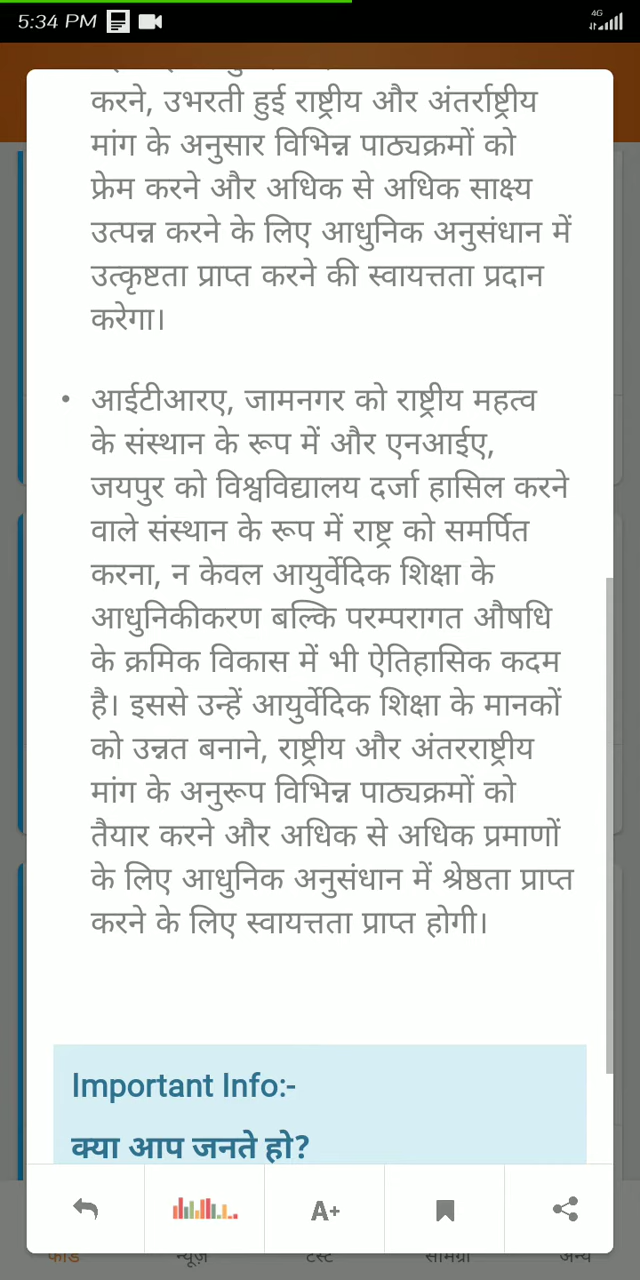 5:34 PM
4G
करने, उभरती हुई राष्ट्रीय और अंतर्राष्ट्रीय
मांग के अनुसार विभिन्न पाठ्यक्रमों को
फ्रेम करने और अधिक से अधिक साक्ष्य
उत्पन्न करने के लिए आधुनिक अनुसंधान में
उत्कृष्टता प्राप्त करने की स्वायत्तता प्रदान
करेगा।
• आईटीआरए, जामनगर को राष्ट्रीय महत्व
के संस्थान के रूप में और एनआईए,
जयपुर को विश्वविद्यालय दर्जा हासिल करने
वाले संस्थान के रूप में राष्ट्र को समर्पित
करना, न केवल आयुर्वेदिक शिक्षा के
आधुनिकीकरण बल्कि परम्परागत औषधि
के क्रमिक विकास में भी ऐतिहासिक कदम
है। इससे उन्हें आयुर्वेदिक शिक्षा के मानकों
को उन्नत बनाने, राष्ट्रीय और अंतरराष्ट्रीय
मांग के अनुरूप विभिन्न पाठ्यक्रमों को
तैयार करने और अधिक से अधिक प्रमाणों
के लिए आधुनिक अनुसंधान में श्रेष्ठता प्राप्त
करने के लिए स्वायत्तता प्राप्त होगी।
Important Info:-
क्या आप जनते हो?
A+